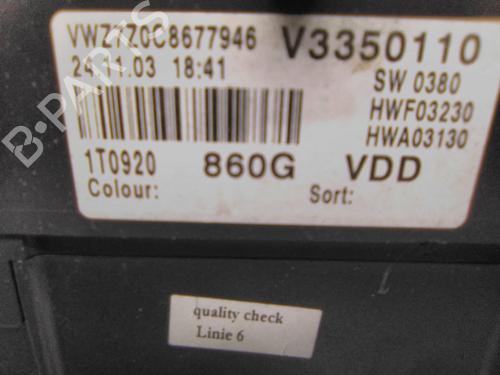 VWZ7Z0C8677946 V3350110
24.11.03 18:41 SW 0380
HWF03230
HWA03130
1T0920 860G VDD
Colour: Sort:
B-PARTS
quality check
Linie 6